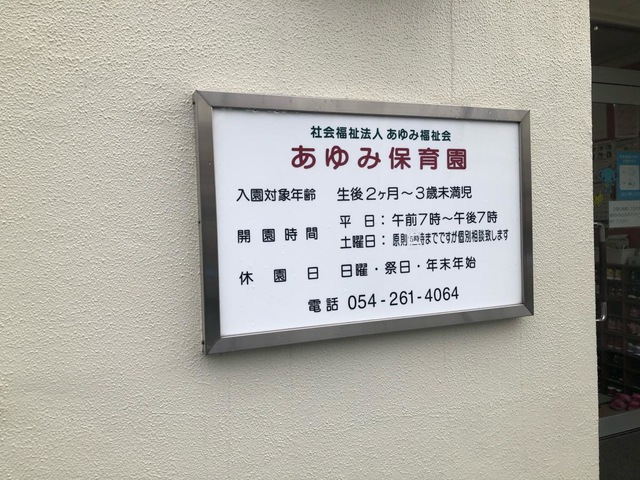 社会福祉法人 あゆみ福祉会
あゆみ保育園
入園対象年齢 生後2ヶ月〜3歳未満児
開園時間 平日：午前7時〜午後7時
土曜日：原則5時までですが個別相談致します
休園日 日曜・祭日・年末年始
電話 054-261-4064